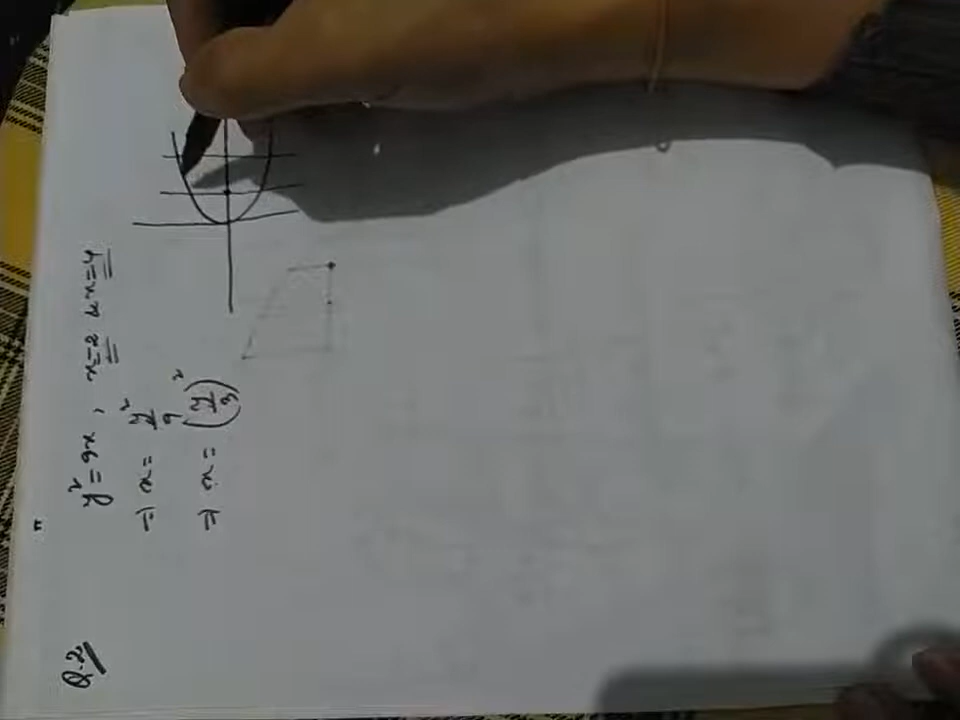 Q.2 "
y² = 9x, x=2 & x=4
⇒ x = y²/9
⇒ x = (y/3)²